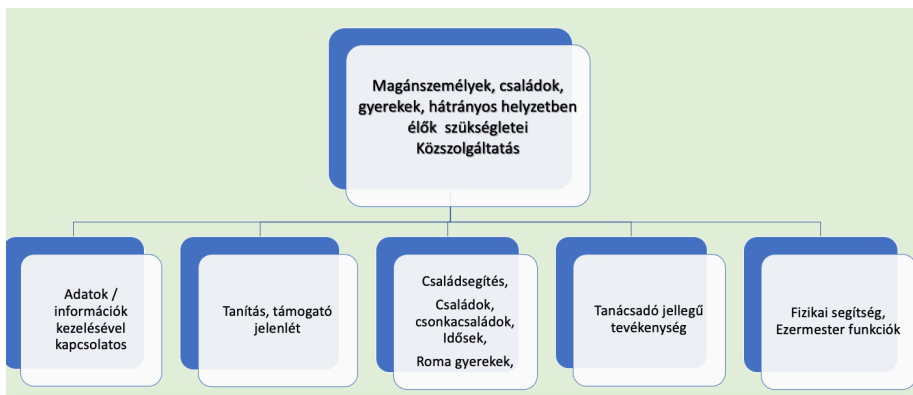 Magánszemélyek, családok,
gyerekek, hátrányos helyzetben
élők szükségletei
Közszolgáltatás
Adatok /
információk
kezelésével
kapcsolatos
Tanítás, támogató
jelenlét
Családsegítés,
Családok,
csonkacsaládok,
Idősek,
Roma gyerekek,
Tanácsadó jellegű
tevékenység
Fizikai segítség,
Ezermester funkciók